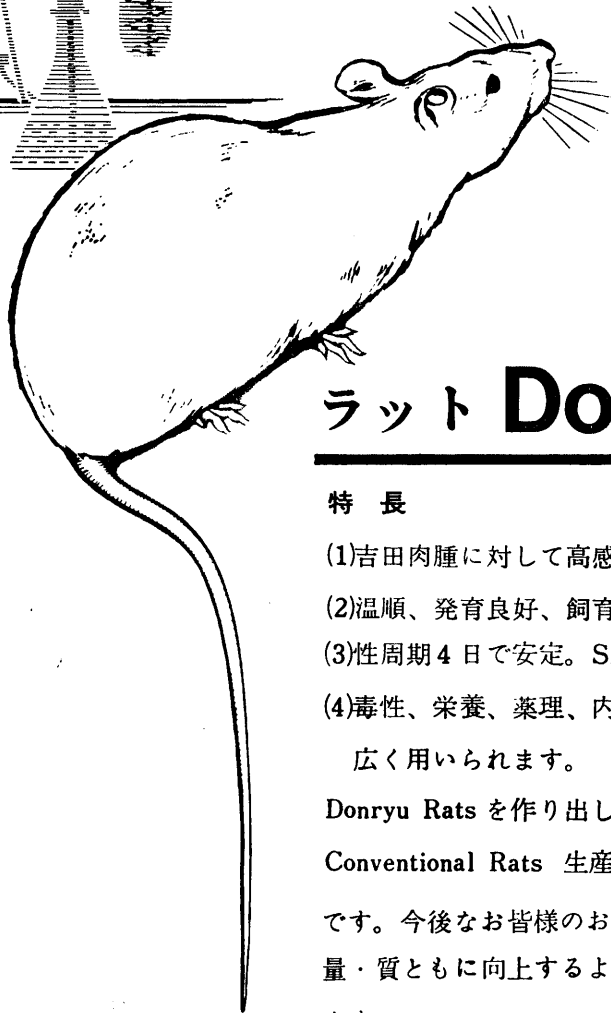 ラット Do
特 長
(1)吉田肉腫に対して高感
(2)温順、発育良好、飼育
(3)性周期4日で安定。S
(4)毒性、栄養、薬理、内
広く用いられます。
Donryu Rats を作り出し
Conventional Rats 生産
です。今後なお皆様のお
量・質ともに向上するよ